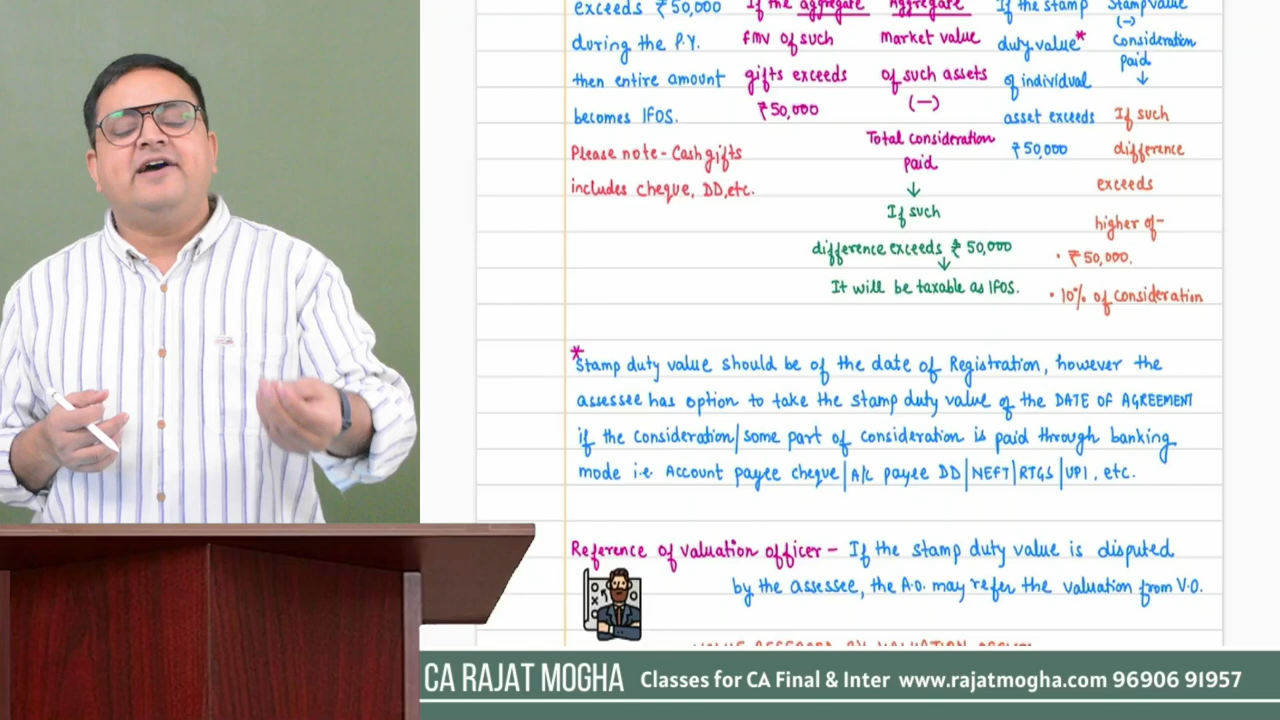 exceeds ₹50,000
during the P.Y.
then entire amount
becomes IFOS.
Please note - Cash gifts
includes cheque, DD, etc.
If the aggregate
FMV of such
gifts exceeds
₹50,000
Aggregate
market value
of such assets
(-)
Total consideration
paid
↓
If such
difference exceeds ₹50,000
↓
It will be taxable as IFOS.
If the stamp
duty value*
of individual
asset exceeds
₹50,000
Stamp value
(-)
Consideration
paid
↓
If such
difference
exceeds
higher of-
• ₹50,000.
• 10% of consideration
*Stamp duty value should be of the date of Registration, however the
assessee has option to take the stamp duty value of the DATE OF AGREEMENT
if the consideration/some part of consideration is paid through banking
mode i.e. Account payee cheque/A/c payee DD/NEFT/RTGS/UPI, etc.
Reference of valuation officer - If the stamp duty value is disputed
by the assessee, the A.O. may refer the valuation from V.O.
CA RAJAT MOGHA Classes for CA Final & Inter www.rajatmogha.com 96906 91957